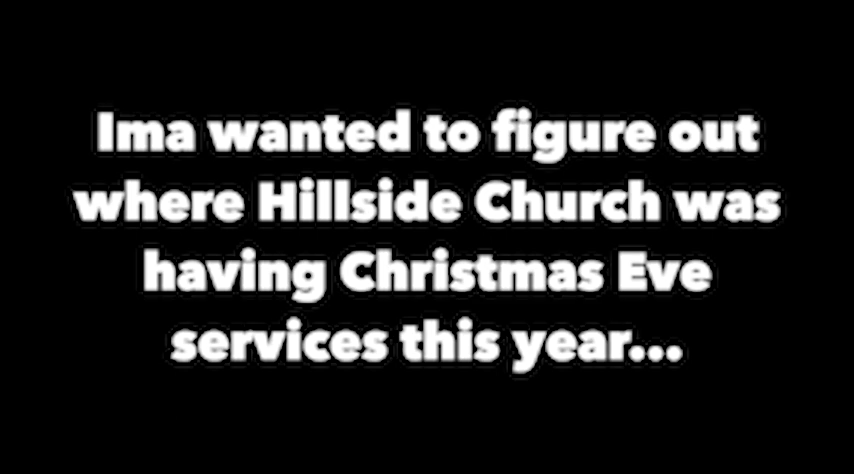 Ima wanted to figure out
where Hillside Church was
having Christmas Eve
services this year...